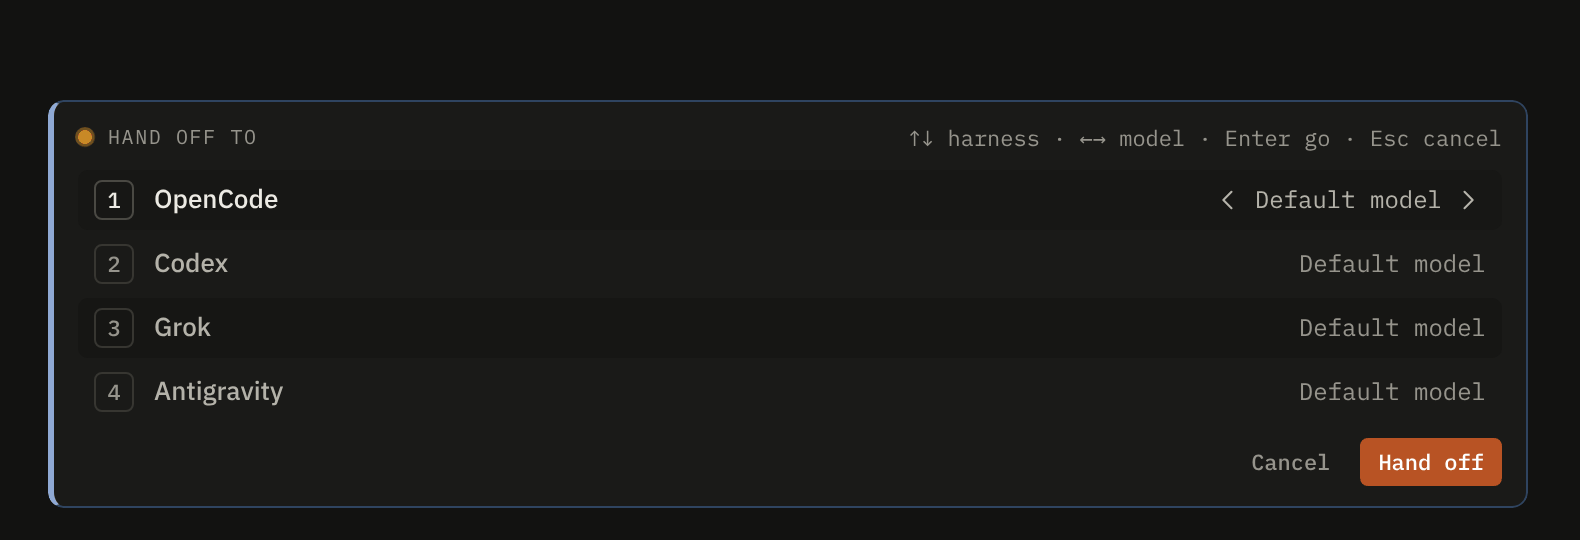 HAND OFF TO ↑↓ harness · ←→ model · Enter go · Esc cancel
1 OpenCode < Default model >
2 Codex Default model
3 Grok Default model
4 Antigravity Default model
Cancel Hand off